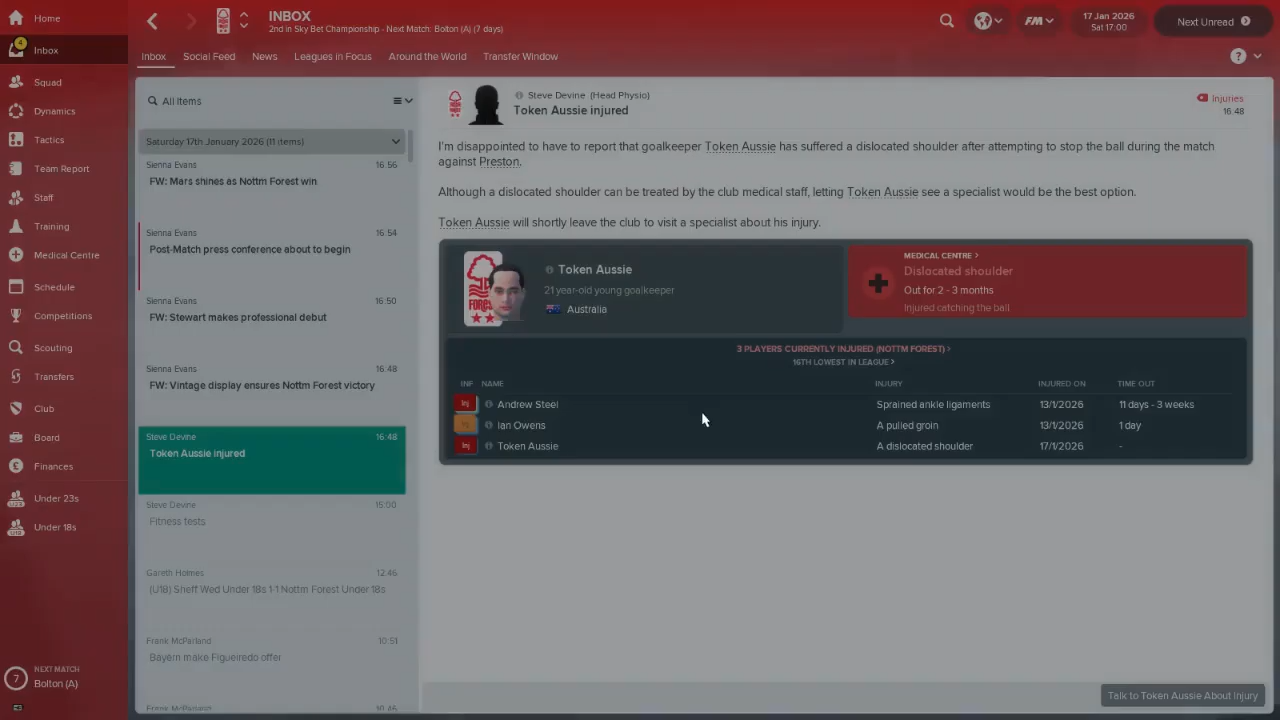 Home
Inbox
4
Squad
Dynamics
Tactics
Team Report
Staff
Training
Medical Centre
Schedule
Competitions
Scouting
Transfers
Club
Board
Finances
Under 23s
Under 18s
7
NEXT MATCH
Bolton (A)
INBOX
2nd in Sky Bet Championship - Next Match: Bolton (A) (7 days)
FM
17 Jan 2026
Sat 17:00
Next Unread
Inbox
Social Feed
News
Leagues in Focus
Around the World
Transfer Window
?
All Items
Saturday 17th January 2026 (11 items)
Sienna Evans 16:56
FW: Mars shines as Nottm Forest win
Sienna Evans 16:54
Post-Match press conference about to begin
Sienna Evans 16:50
FW: Stewart makes professional debut
Sienna Evans 16:48
FW: Vintage display ensures Nottm Forest victory
Steve Devine 16:48
Token Aussie injured
Steve Devine 15:00
Fitness tests
Gareth Holmes 12:46
(U18) Sheff Wed Under 18s 1-1 Nottm Forest Under 18s
Frank McParland 10:51
Bayern make Figueiredo offer
Frank McParland 10:46
Steve Devine (Head Physio)
Token Aussie injured
Injuries
16:48
I'm disappointed to have to report that goalkeeper Token Aussie has suffered a dislocated shoulder after attempting to stop the ball during the match
against Preston.
Although a dislocated shoulder can be treated by the club medical staff, letting Token Aussie see a specialist would be the best option.
Token Aussie will shortly leave the club to visit a specialist about his injury.
FOREST
Token Aussie
21 year-old young goalkeeper
Australia
MEDICAL CENTRE >
Dislocated shoulder
Out for 2 - 3 months
Injured catching the ball
3 PLAYERS CURRENTLY INJURED (NOTTM FOREST) >
16TH LOWEST IN LEAGUE >
INF NAME INJURY INJURED ON TIME OUT
Inj Andrew Steel Sprained ankle ligaments 13/1/2026 11 days - 3 weeks
Ian Owens A pulled groin 13/1/2026 1 day
Inj Token Aussie A dislocated shoulder 17/1/2026 -
Talk to Token Aussie About Injury